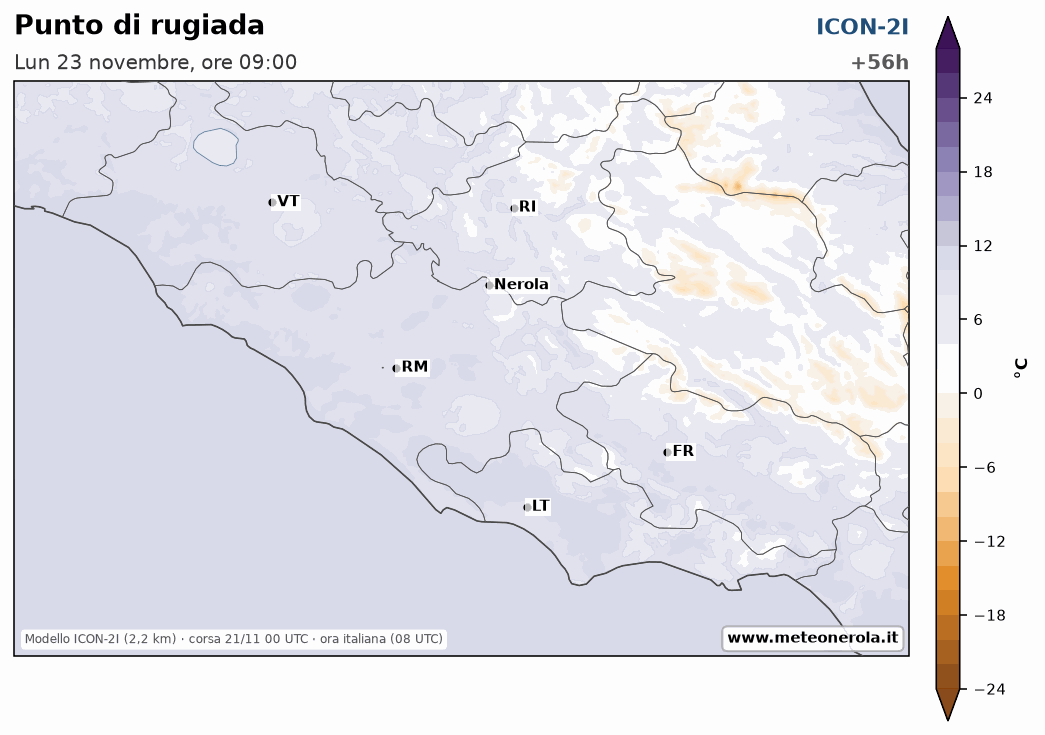 Punto di rugiada
ICON-2I
Lun 23 novembre, ore 09:00
+56h
24
18
12
6
0
−6
−12
−18
−24
°C
VT
RI
Nerola
RM
FR
LT
Modello ICON-2I (2,2 km) · corsa 21/11 00 UTC · ora italiana (08 UTC)
www.meteonerola.it